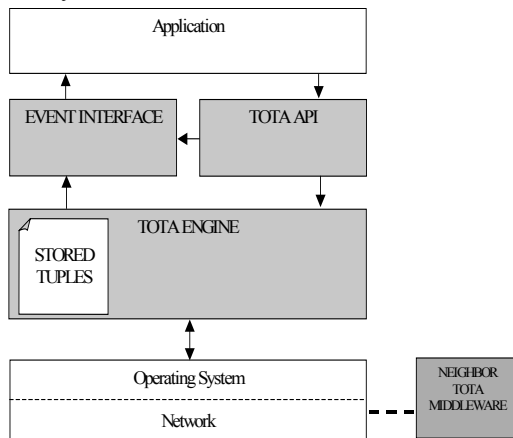 Application
EVENT INTERFACE
TOTA API
TOTA ENGINE
STORED
TUPLES
Operating System
Network
NEIGHBOR
TOTA
MIDDLEWARE